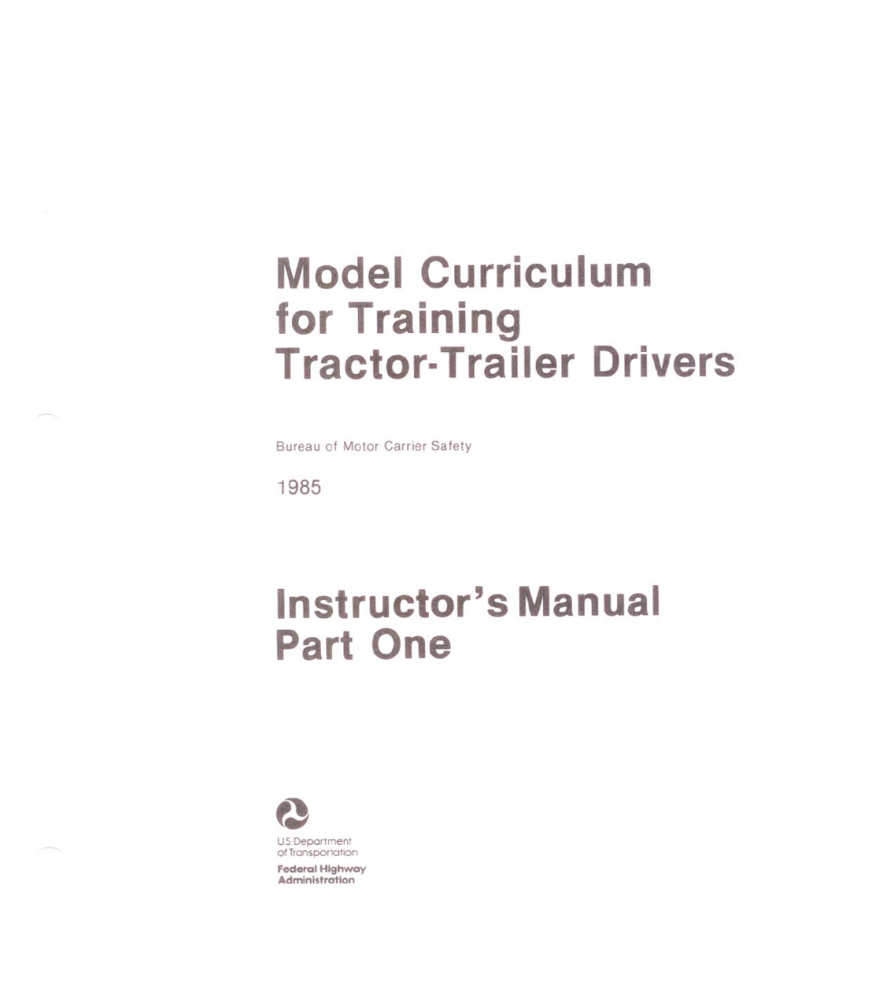 Model Curriculum
for Training
Tractor-Trailer Drivers
Bureau of Motor Carrier Safety
1985
Instructor's Manual
Part One
U.S. Department
of Transportation
Federal Highway
Administration